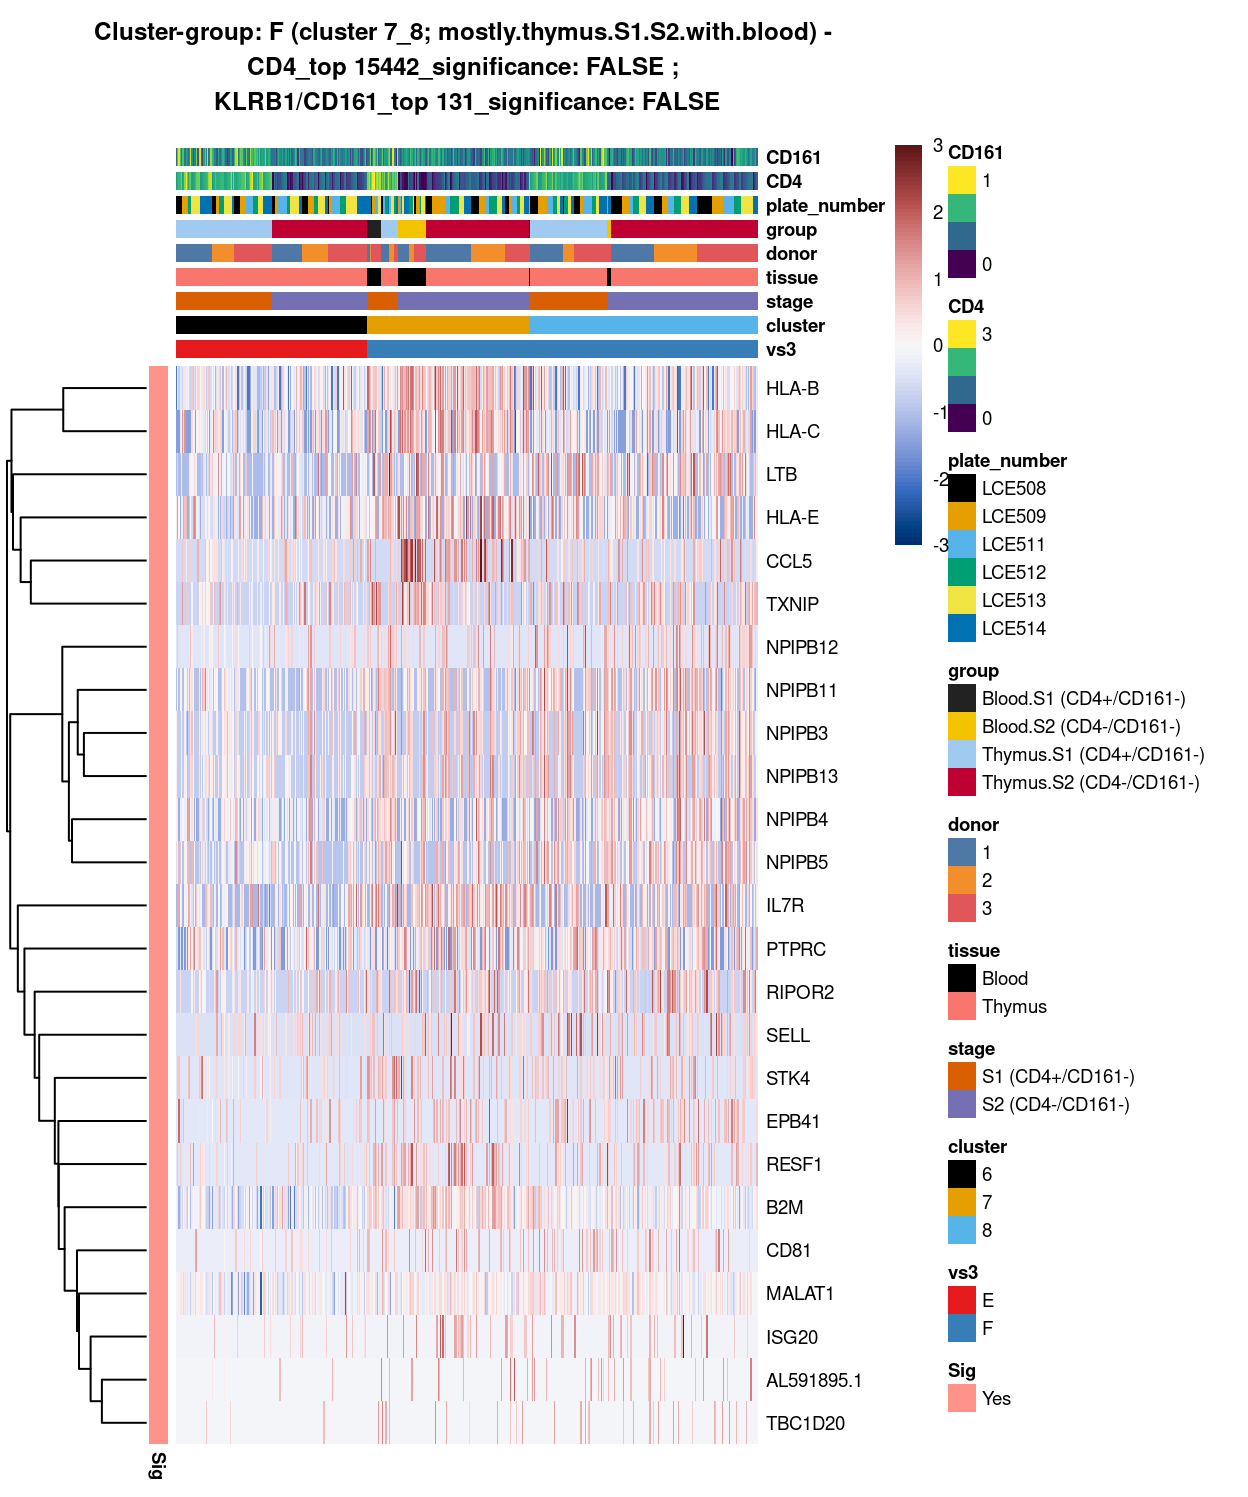 Cluster-group: F (cluster 7_8; mostly.thymus.S1.S2.with.blood) -
CD4_top 15442_significance: FALSE ;
KLRB1/CD161_top 131_significance: FALSE
CD161
CD4
plate_number
group
donor
tissue
stage
cluster
vs3
HLA-B
HLA-C
LTB
HLA-E
CCL5
TXNIP
NPIPB12
NPIPB11
NPIPB3
NPIPB13
NPIPB4
NPIPB5
IL7R
PTPRC
RIPOR2
SELL
STK4
EPB41
RESF1
B2M
CD81
MALAT1
ISG20
AL591895.1
TBC1D20
Sig
3
2
1
0
-1
-2
-3
CD161
1
0
CD4
3
0
plate_number
LCE508
LCE509
LCE511
LCE512
LCE513
LCE514
group
Blood.S1 (CD4+/CD161-)
Blood.S2 (CD4-/CD161-)
Thymus.S1 (CD4+/CD161-)
Thymus.S2 (CD4-/CD161-)
donor
1
2
3
tissue
Blood
Thymus
stage
S1 (CD4+/CD161-)
S2 (CD4-/CD161-)
cluster
6
7
8
vs3
E
F
Sig
Yes